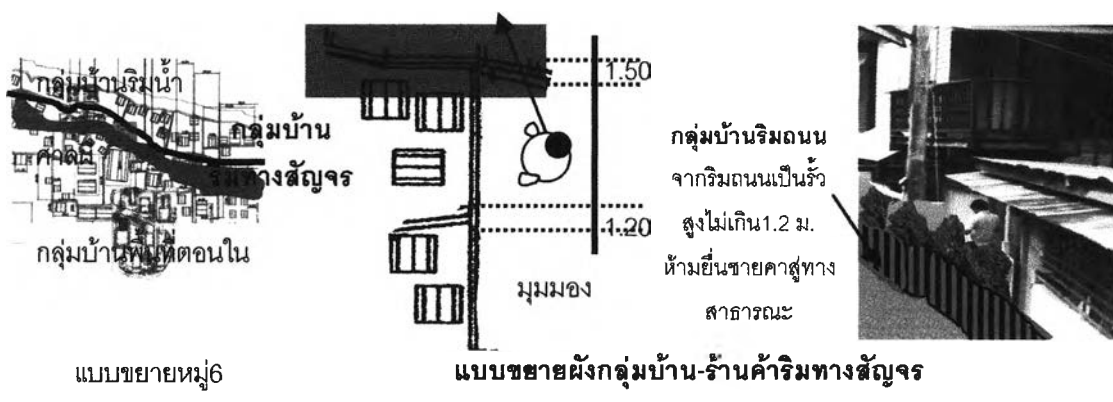 กลุ่มบ้านริมน้ำ
กลุ่มบ้าน
ริมทางสัญจร
ศาลผี
กลุ่มบ้านพื้นที่ตอนใน
แบบขยายหมู่6
1.50
1.20
มุมมอง
กลุ่มบ้านริมถนน
จากริมถนนเป็นรั้ว
สูงไม่เกิน1.2 ม.
ห้ามยื่นชายคาสู่ทาง
สาธารณะ
แบบขยายผังกลุ่มบ้าน-ร้านค้าริมทางสัญจร